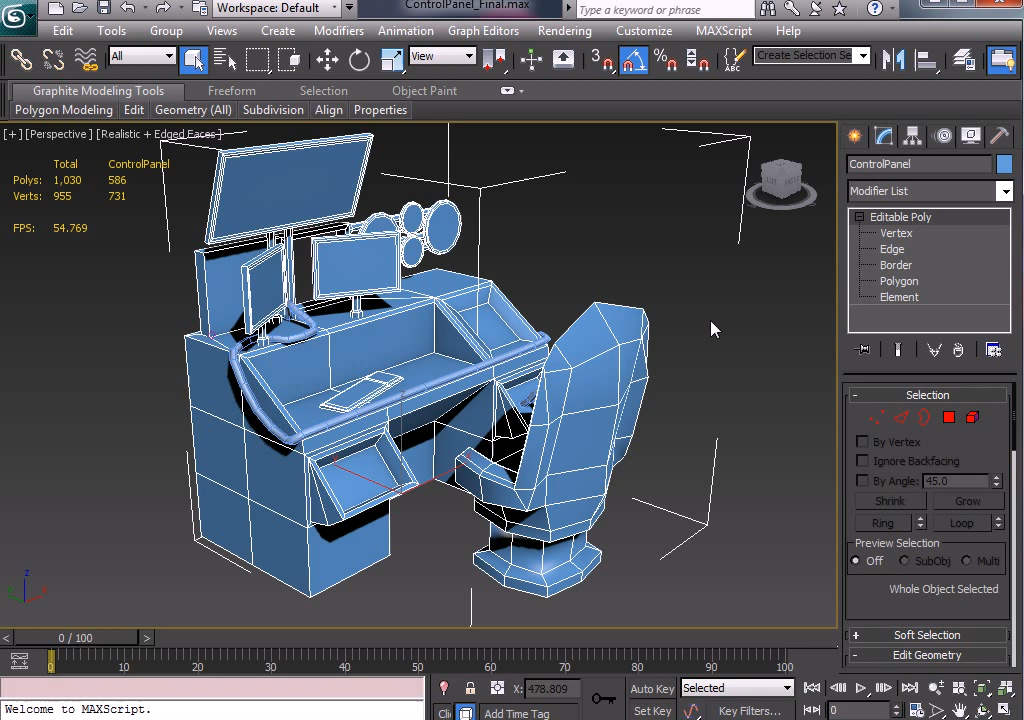 Workspace: Default
ControlPanel_Final.max
Type a keyword or phrase
Edit Tools Group Views Create Modifiers Animation Graph Editors Rendering Customize MAXScript Help
All
View
3
Create Selection Se
Graphite Modeling Tools Freeform Selection Object Paint
Polygon Modeling Edit Geometry (All) Subdivision Align Properties
[+] [Perspective] [Realistic + Edged Faces]
Total ControlPanel
Polys: 1,030 586
Verts: 955 731
FPS: 54.769
ControlPanel
Modifier List
Editable Poly
Vertex
Edge
Border
Polygon
Element
Selection
By Vertex
Ignore Backfacing
By Angle: 45.0
Shrink Grow
Ring Loop
Preview Selection
Off SubObj Multi
Whole Object Selected
Soft Selection
Edit Geometry
z
0 / 100
0 10 20 30 40 50 60 70 80 90 100
X: 478.809 Auto Key Selected
Welcome to MAXScript.
Add Time Tag Set Key Key Filters... 0